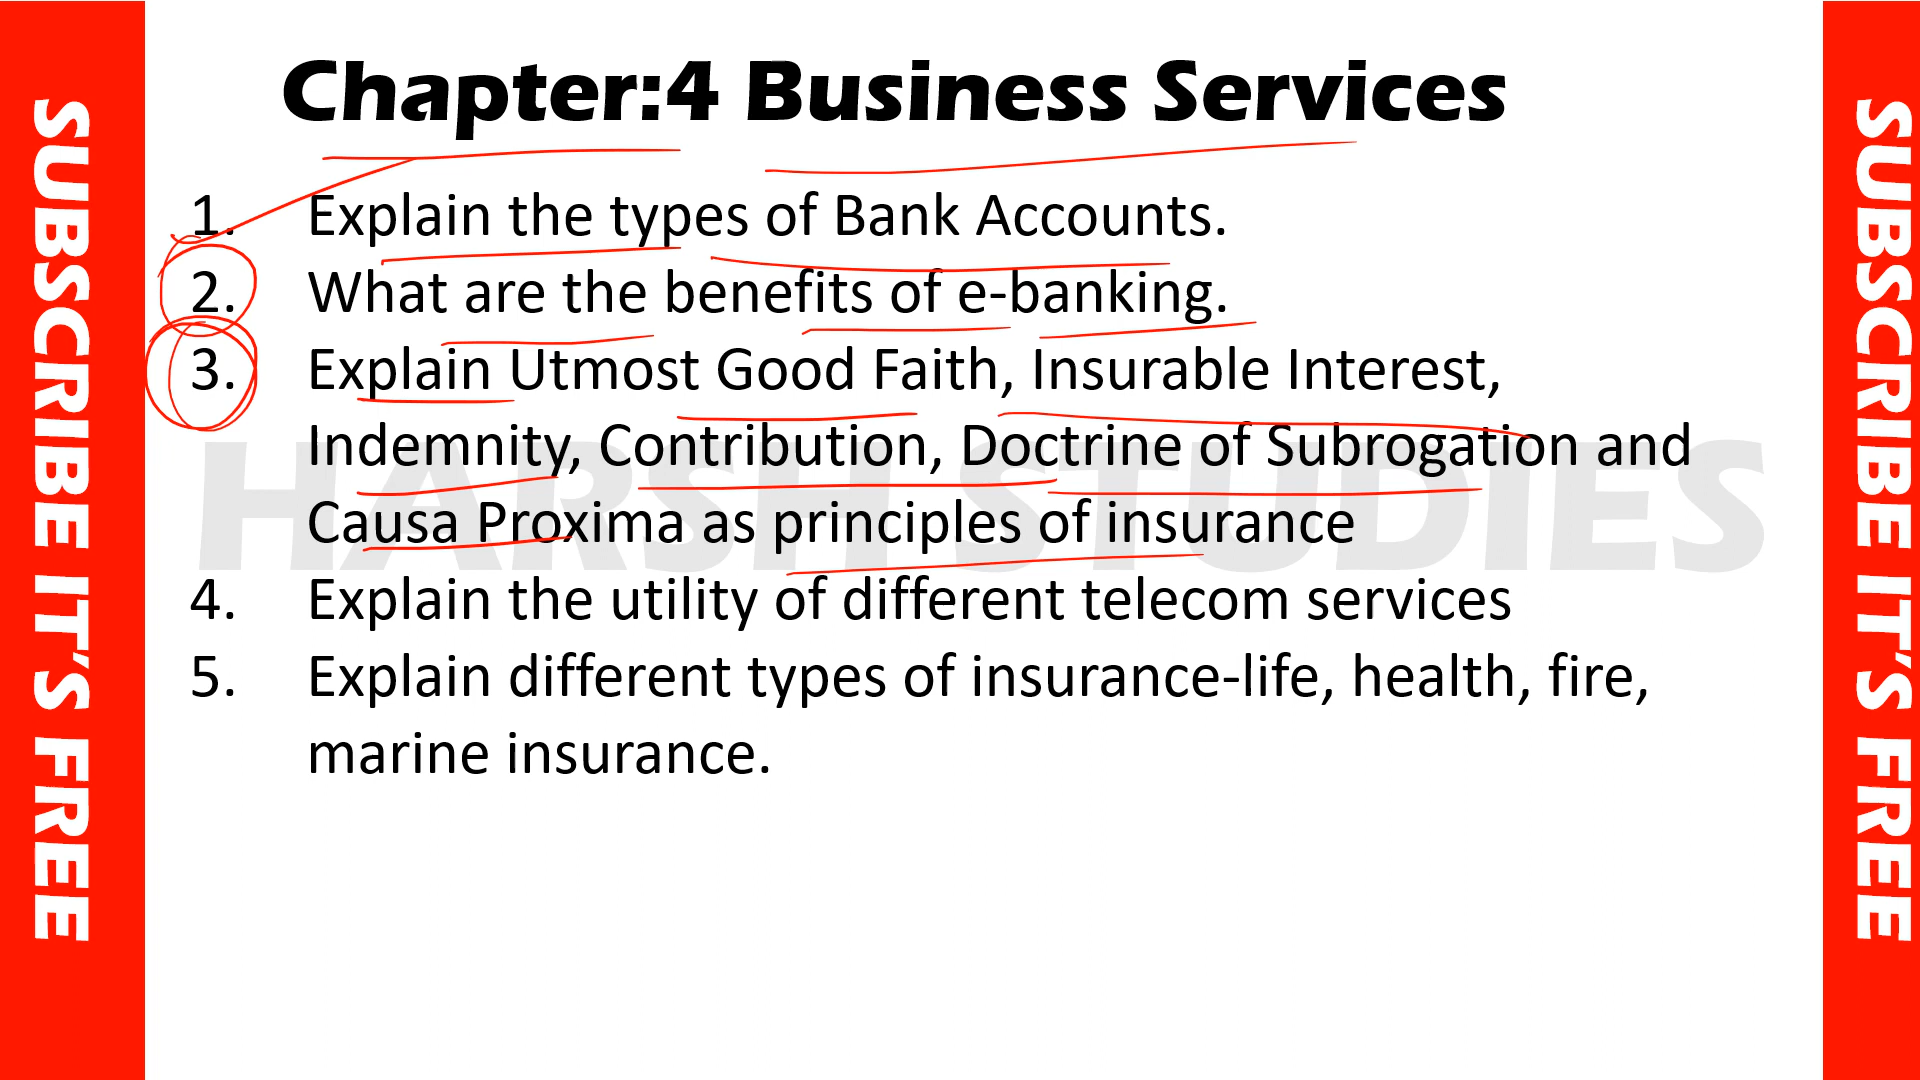 Chapter:4 Business Services
SUBSCRIBE IT'S FREE
1. Explain the types of Bank Accounts.
2. What are the benefits of e-banking.
3. Explain Utmost Good Faith, Insurable Interest,
Indemnity, Contribution, Doctrine of Subrogation and
Causa Proxima as principles of insurance
HARSH STUDIES
4. Explain the utility of different telecom services
5. Explain different types of insurance-life, health, fire,
marine insurance.
SUBSCRIBE IT'S FREE